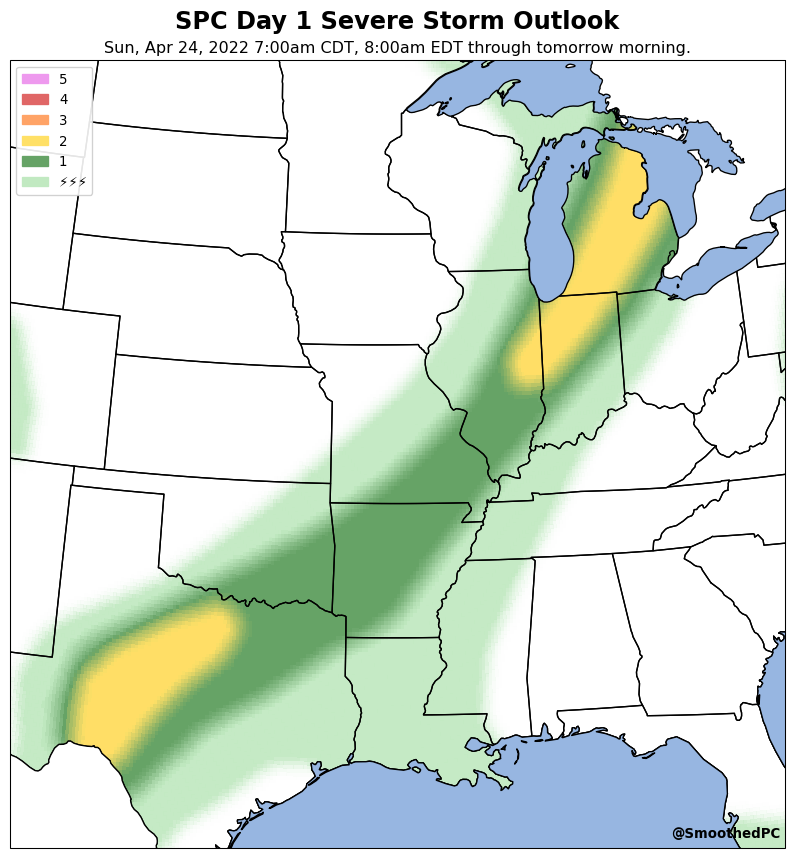 SPC Day 1 Severe Storm Outlook
Sun, Apr 24, 2022 7:00am CDT, 8:00am EDT through tomorrow morning.
5
4
3
2
1
⚡⚡⚡
@SmoothedPC